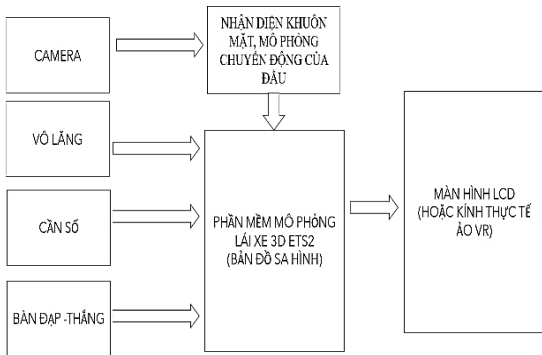 CAMERA
NHẬN DIỆN KHUÔN
MẶT, MÔ PHỎNG
CHUYỂN ĐỘNG CỦA
ĐẦU
VÔ LĂNG
CẦN SỐ
BÀN ĐẠP -THẮNG
PHẦN MỀM MÔ PHỎNG
LÁI XE 3D ETS2
(BẢN ĐỒ SA HÌNH)
MÀN HÌNH LCD
(HOẶC KÍNH THỰC TẾ
ẢO VR)